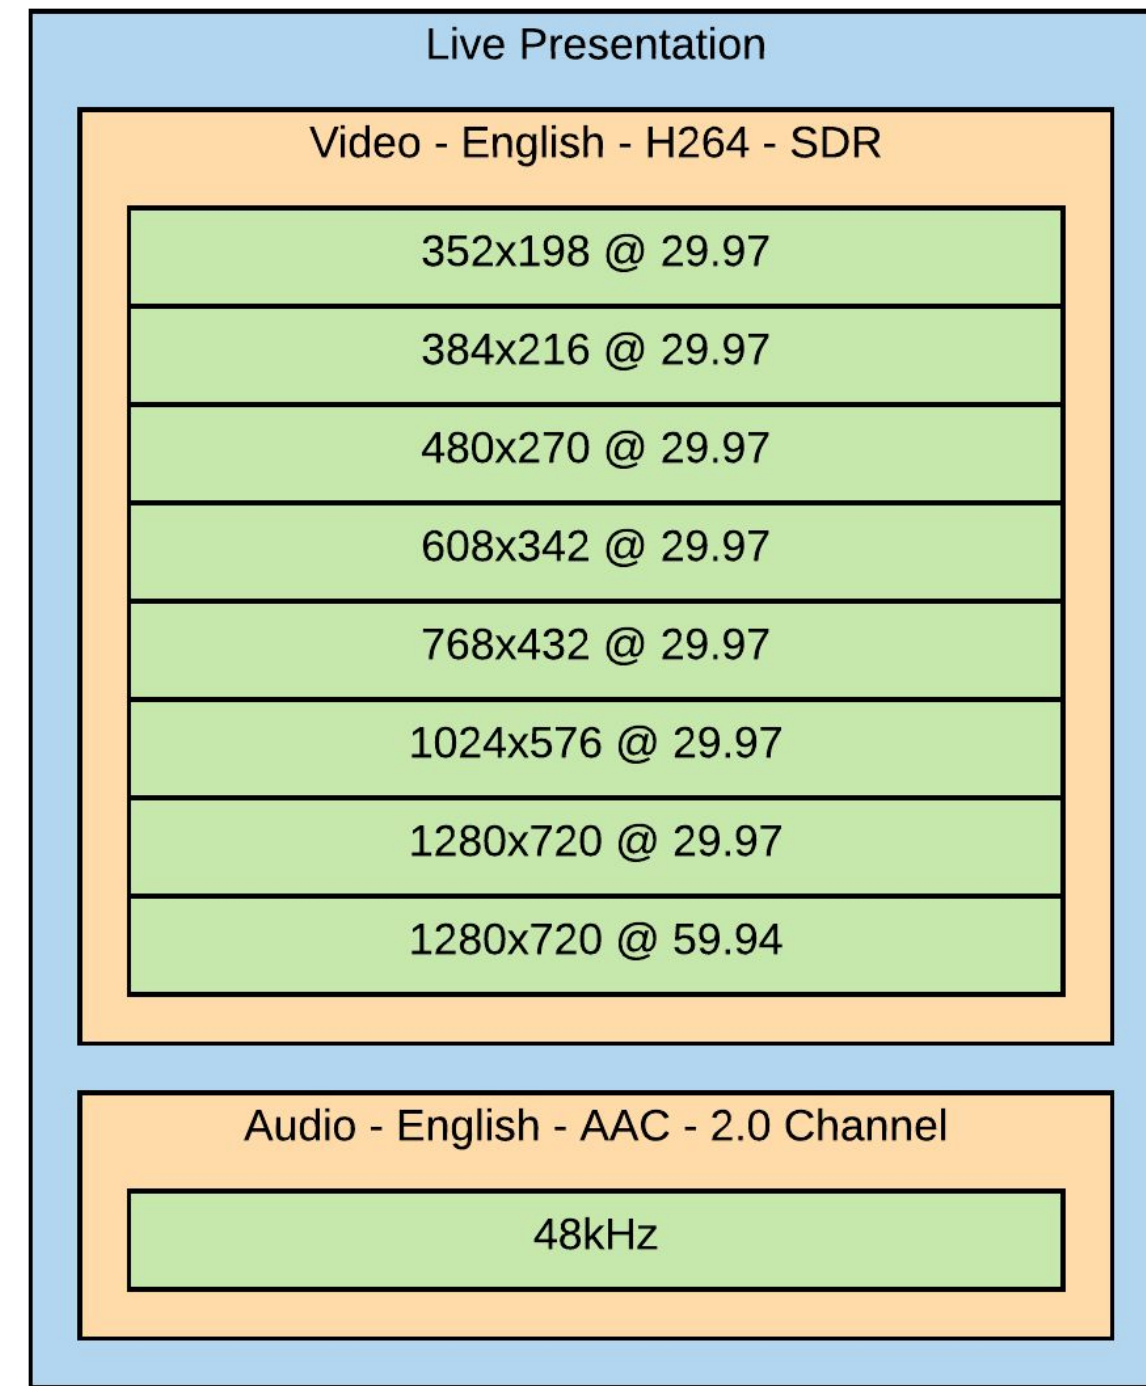 Live Presentation
Video - English - H264 - SDR
352x198 @ 29.97
384x216 @ 29.97
480x270 @ 29.97
608x342 @ 29.97
768x432 @ 29.97
1024x576 @ 29.97
1280x720 @ 29.97
1280x720 @ 59.94
Audio - English - AAC - 2.0 Channel
48kHz